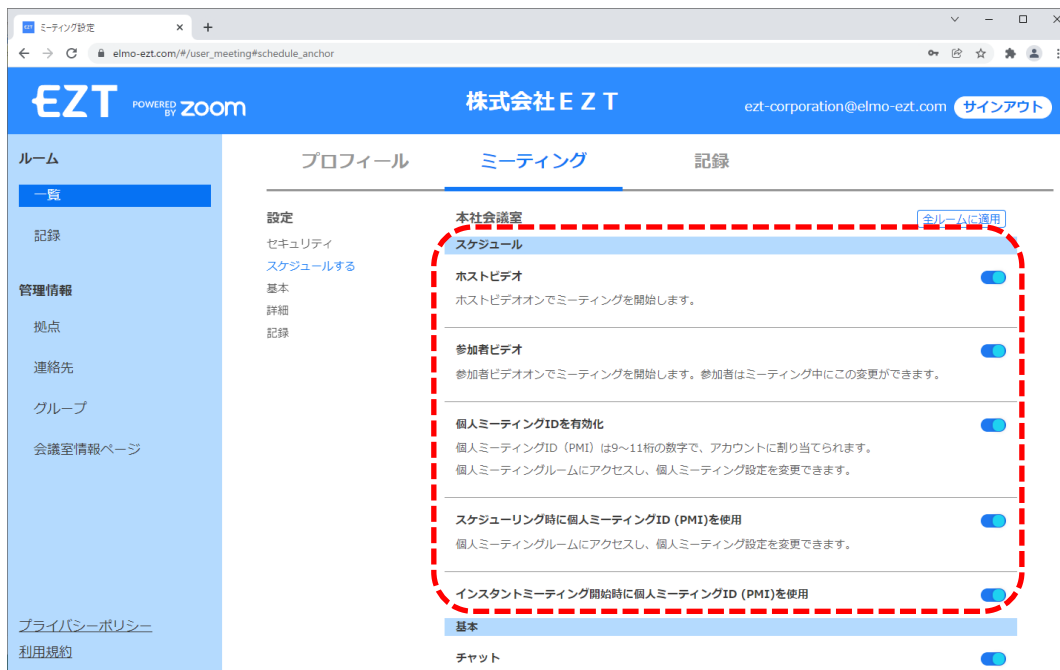 ミーティング設定
elmo-ezt.com/#/user_meeting#schedule_anchor
EZT POWERED BY zoom
株式会社ＥＺＴ
ezt-corporation@elmo-ezt.com サインアウト
ルーム
一覧
記録
管理情報
拠点
連絡先
グループ
会議室情報ページ
プライバシーポリシー
利用規約
プロフィール ミーティング 記録
設定
セキュリティ
スケジュールする
基本
詳細
記録
本社会議室 全ルームに適用
スケジュール
ホストビデオ
ホストビデオオンでミーティングを開始します。
参加者ビデオ
参加者ビデオオンでミーティングを開始します。参加者はミーティング中にこの変更ができます。
個人ミーティングIDを有効化
個人ミーティングID（PMI）は9～11桁の数字で、アカウントに割り当てられます。
個人ミーティングルームにアクセスし、個人ミーティング設定を変更できます。
スケジューリング時に個人ミーティングID (PMI)を使用
個人ミーティングルームにアクセスし、個人ミーティング設定を変更できます。
インスタントミーティング開始時に個人ミーティングID (PMI)を使用
基本
チャット